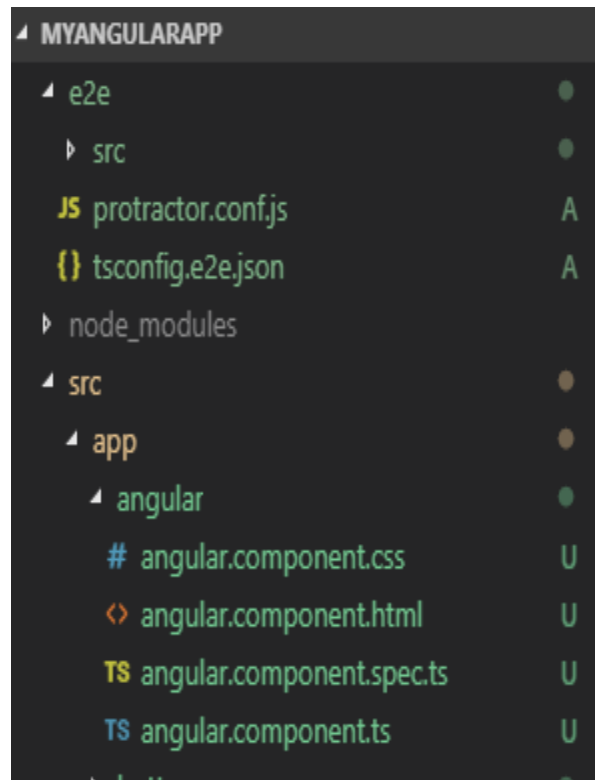 MYANGULARAPP
e2e
src
JS protractor.conf.js A
{} tsconfig.e2e.json A
node_modules
src
app
angular
# angular.component.css U
<> angular.component.html U
TS angular.component.spec.ts U
TS angular.component.ts U